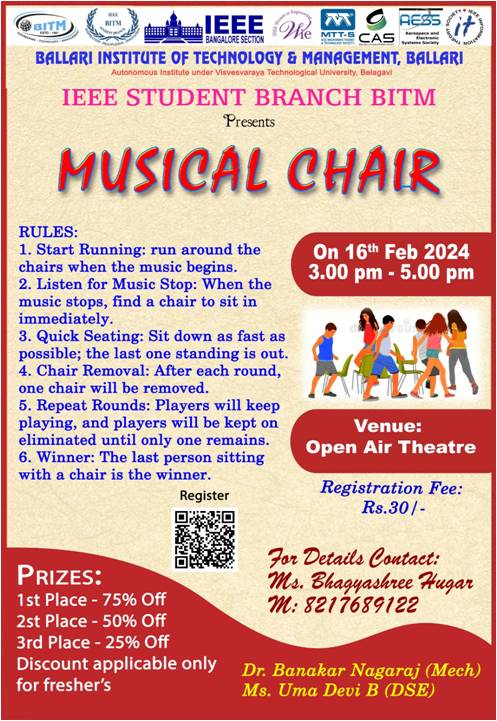 BITM
IEEE
BITM
IEEE
BANGALORE SECTION
Wie
MTT-S
CAS
AESS
Aerospace and
Electronic
Systems Society
BALLARI INSTITUTE OF TECHNOLOGY & MANAGEMENT, BALLARI
Autonomous Institute under Visvesvaraya Technological University, Belagavi
IEEE STUDENT BRANCH BITM
Presents
MUSICAL CHAIR
RULES:
1. Start Running: run around the
chairs when the music begins.
2. Listen for Music Stop: When the
music stops, find a chair to sit in
immediately.
3. Quick Seating: Sit down as fast as
possible; the last one standing is out.
4. Chair Removal: After each round,
one chair will be removed.
5. Repeat Rounds: Players will keep
playing, and players will be kept on
eliminated until only one remains.
6. Winner: The last person sitting
with a chair is the winner.
On 16th Feb 2024
3.00 pm - 5.00 pm
Venue:
Open Air Theatre
Registration Fee:
Rs.30/-
Register
For Details Contact:
Ms. Bhagyashree Hugar
M: 8217689122
PRIZES:
1st Place - 75% Off
2st Place - 50% Off
3rd Place - 25% Off
Discount applicable only
for fresher's
Dr. Banakar Nagaraj (Mech)
Ms. Uma Devi B (DSE)